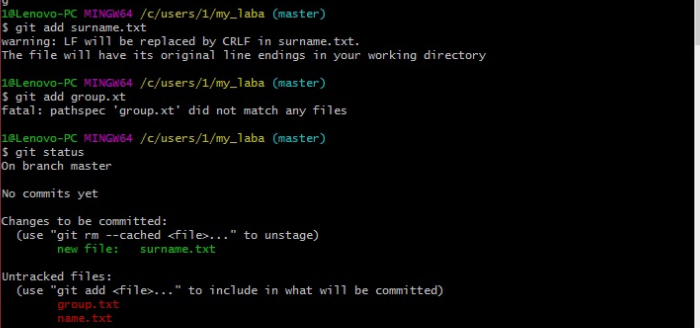 1@Lenovo-PC MINGW64 /c/users/1/my_laba (master)
$ git add surname.txt
warning: LF will be replaced by CRLF in surname.txt.
The file will have its original line endings in your working directory
1@Lenovo-PC MINGW64 /c/users/1/my_laba (master)
$ git add group.xt
fatal: pathspec 'group.xt' did not match any files
1@Lenovo-PC MINGW64 /c/users/1/my_laba (master)
$ git status
On branch master
No commits yet
Changes to be committed:
(use "git rm --cached <file>..." to unstage)
new file: surname.txt
Untracked files:
(use "git add <file>..." to include in what will be committed)
group.txt
name.txt